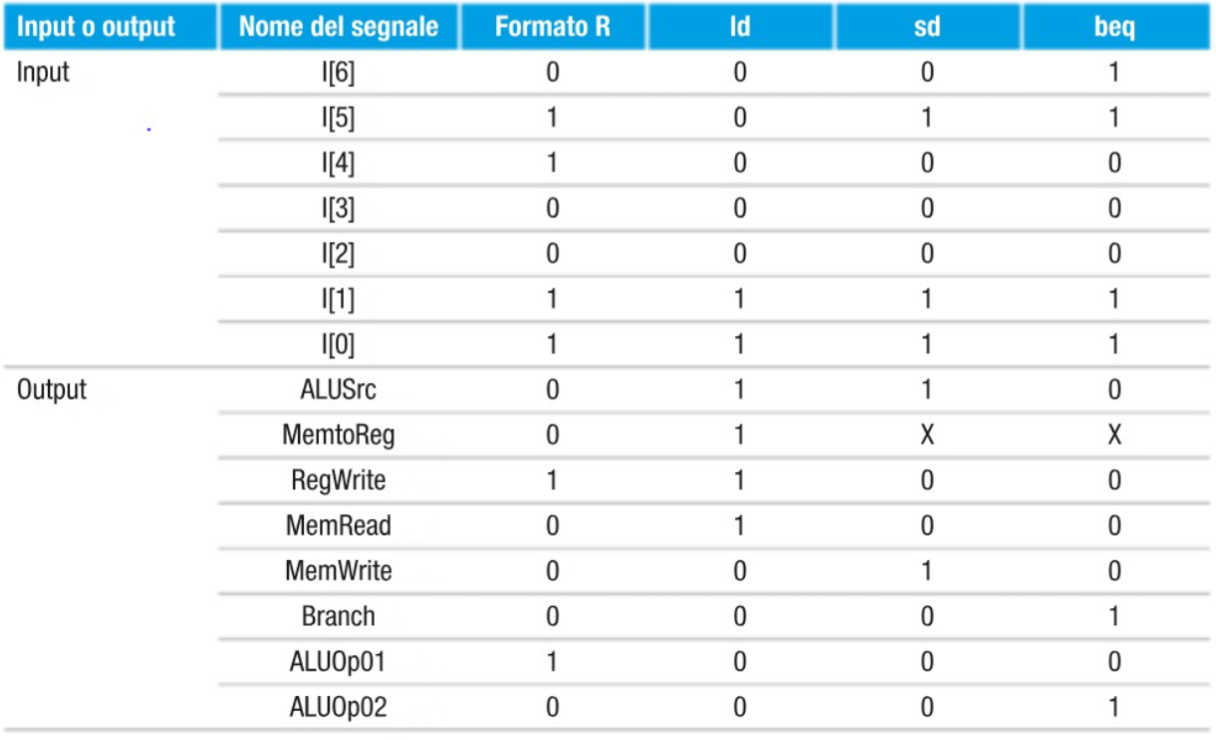 Input o output Nome del segnale Formato R ld sd beq
Input I[6] 0 0 0 1
I[5] 1 0 1 1
I[4] 1 0 0 0
I[3] 0 0 0 0
I[2] 0 0 0 0
I[1] 1 1 1 1
I[0] 1 1 1 1
Output ALUSrc 0 1 1 0
MemtoReg 0 1 X X
RegWrite 1 1 0 0
MemRead 0 1 0 0
MemWrite 0 0 1 0
Branch 0 0 0 1
ALUOp01 1 0 0 0
ALUOp02 0 0 0 1